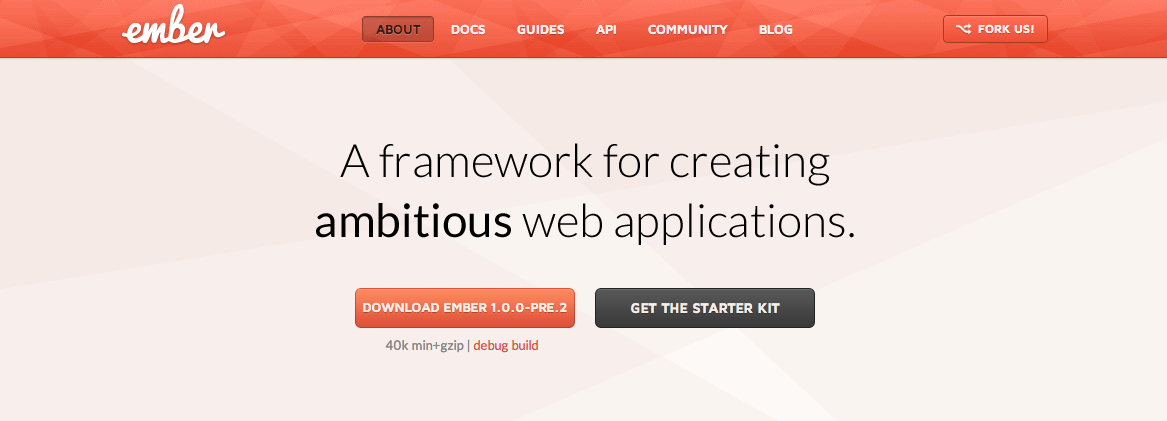 ember
ABOUT DOCS GUIDES API COMMUNITY BLOG FORK US!
A framework for creating
ambitious web applications.
DOWNLOAD EMBER 1.0.0-PRE.2 GET THE STARTER KIT
40k min+gzip | debug build